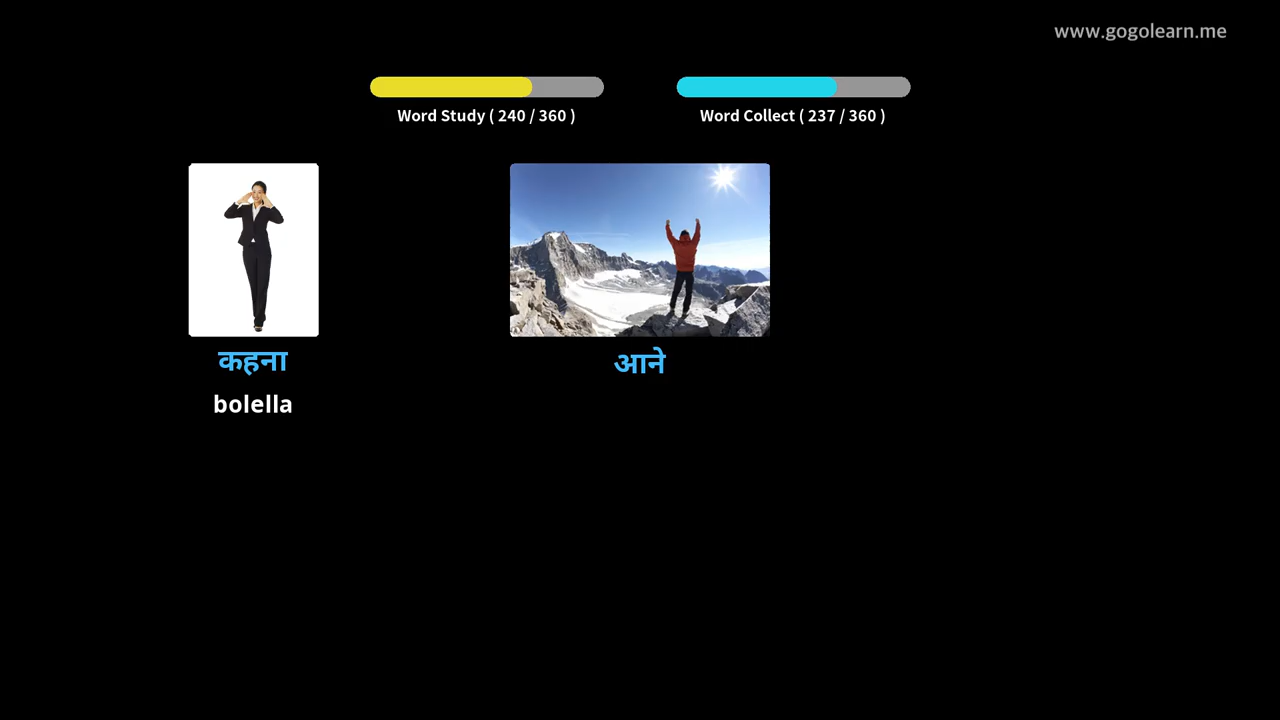 www.gogolearn.me
Word Study ( 240 / 360 )
Word Collect ( 237 / 360 )
कहना
bolella
आने